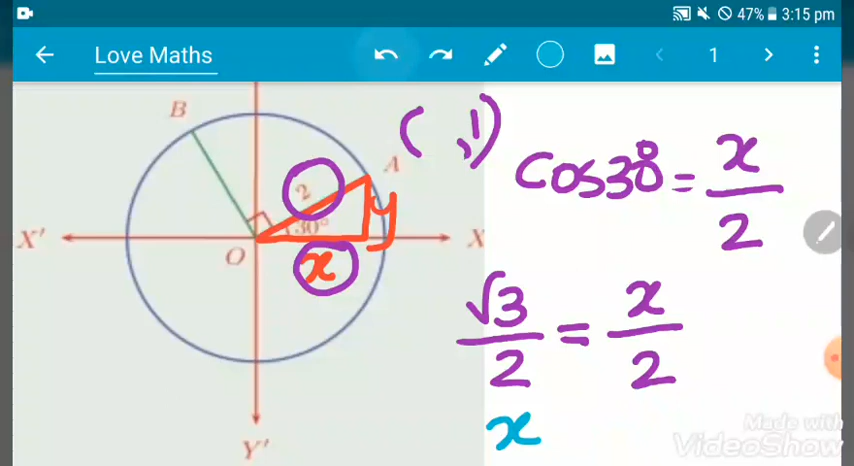 47% 3:15 pm
Love Maths
1
B
( ,1)
A
cos30° = x/2
2
30°
y
X'
X
O
x
√3/2 = x/2
x
Y'
Made with
VideoShow